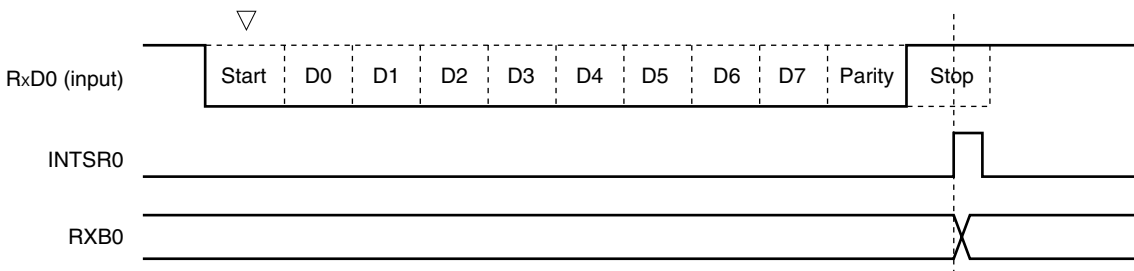 RxD0 (input) Start D0 D1 D2 D3 D4 D5 D6 D7 Parity Stop
INTSR0
RXB0